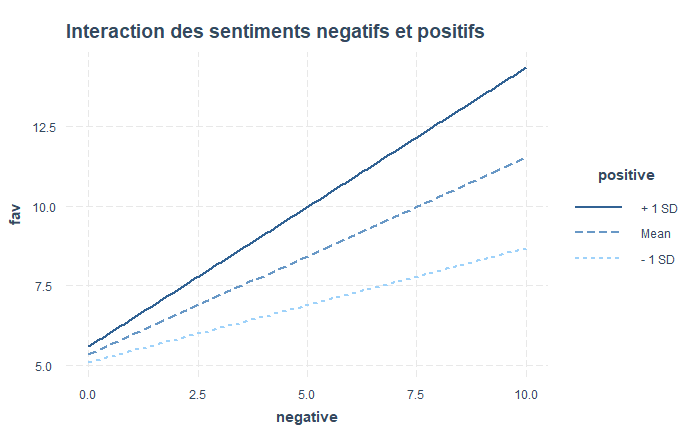 Interaction des sentiments negatifs et positifs
fav
12.5
10.0
7.5
5.0
0.0
2.5
5.0
7.5
10.0
negative
positive
+ 1 SD
Mean
- 1 SD